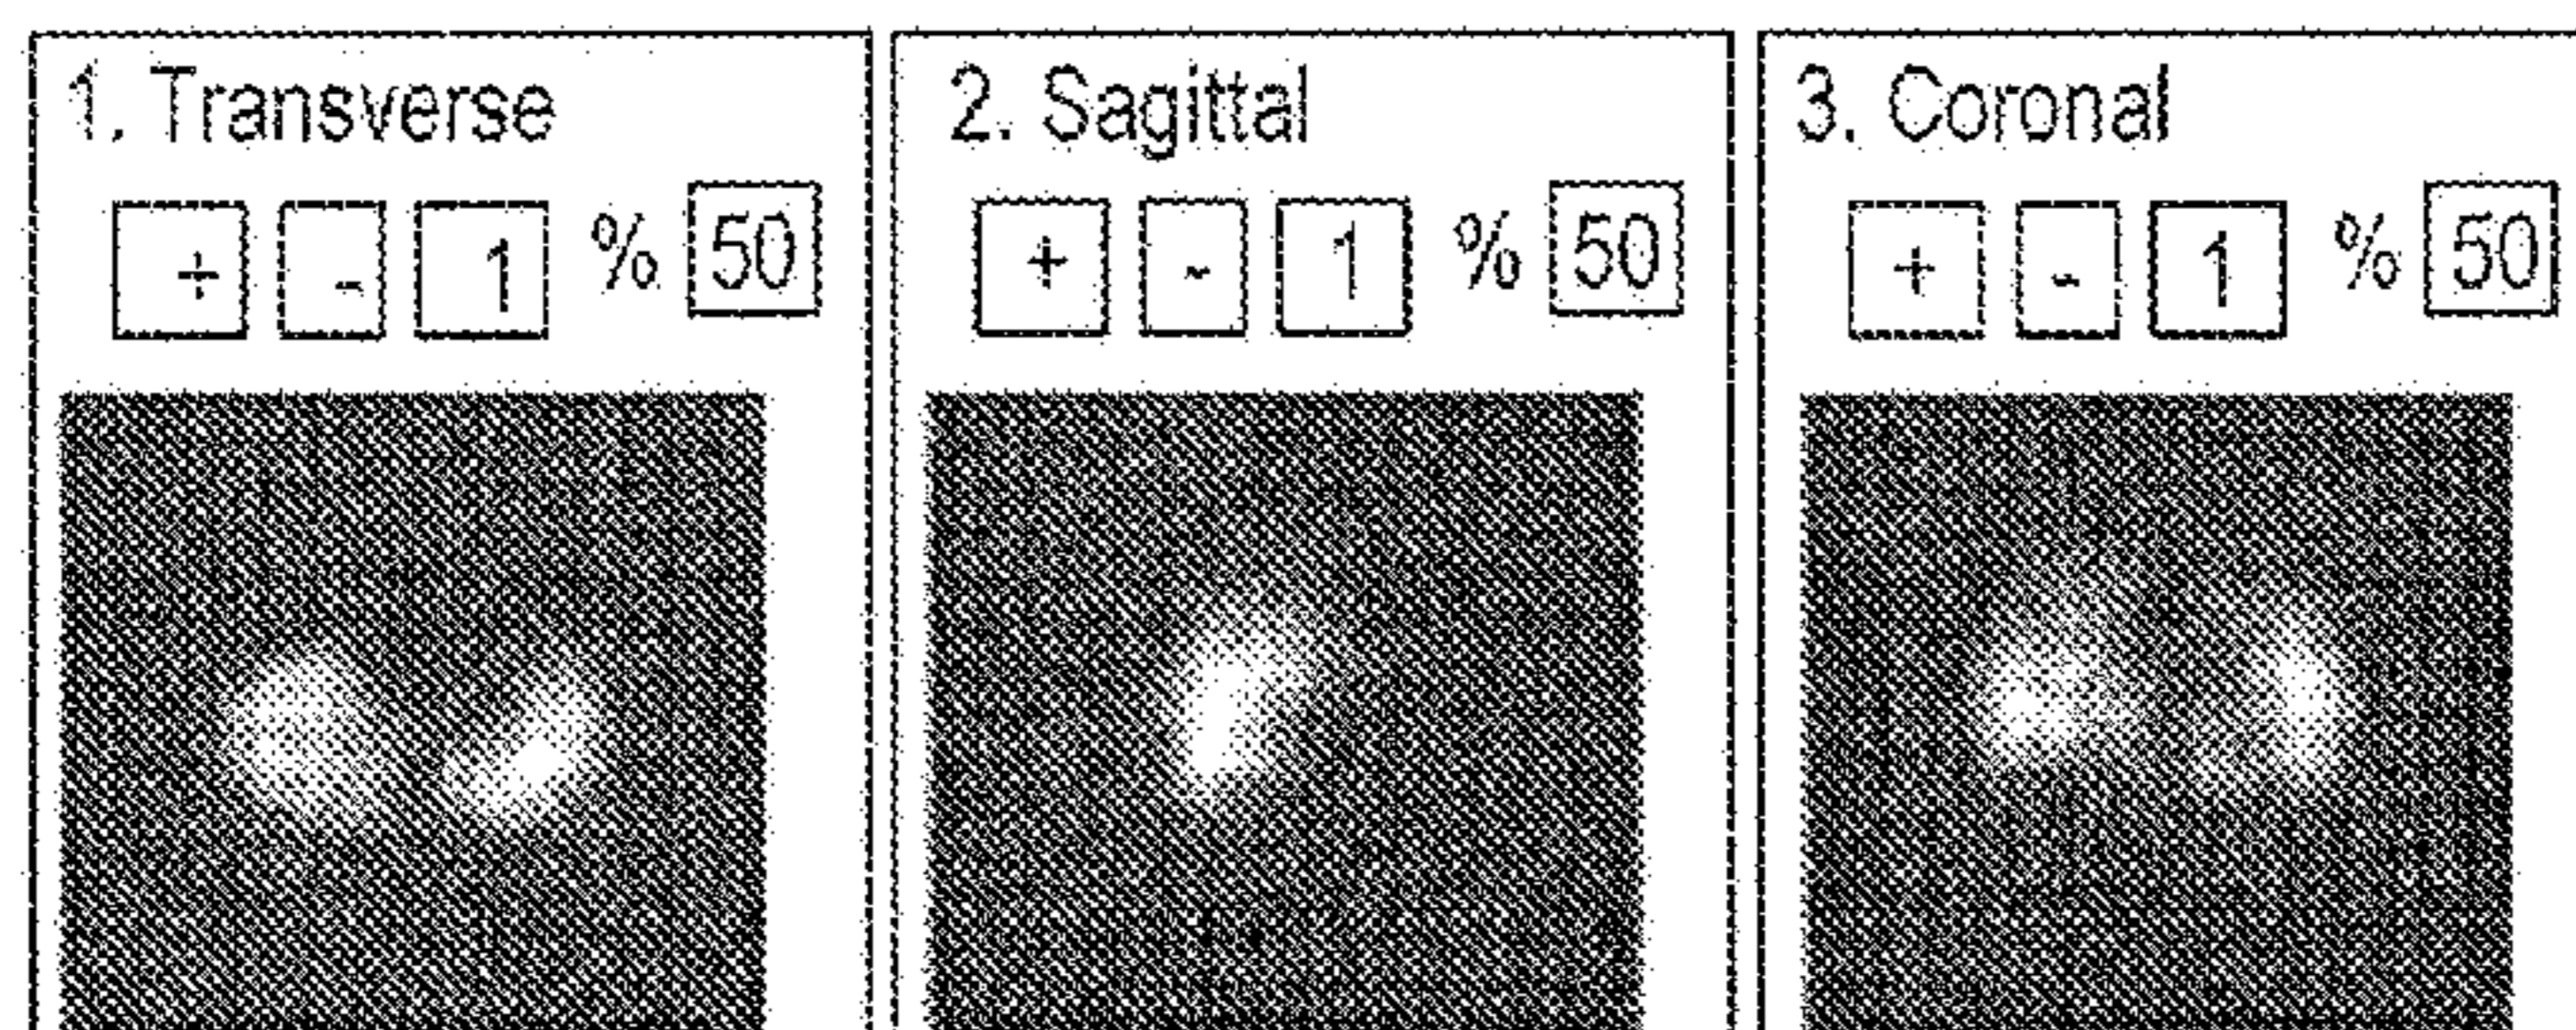 1. Transverse
+ - 1 % 50
2. Sagittal
+ - 1 % 50
3. Coronal
+ - 1 % 50